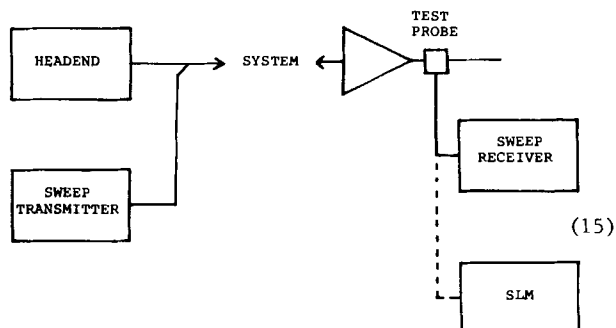 TEST
PROBE
HEADEND
SYSTEM
SWEEP
RECEIVER
SWEEP
TRANSMITTER
(15)
SLM